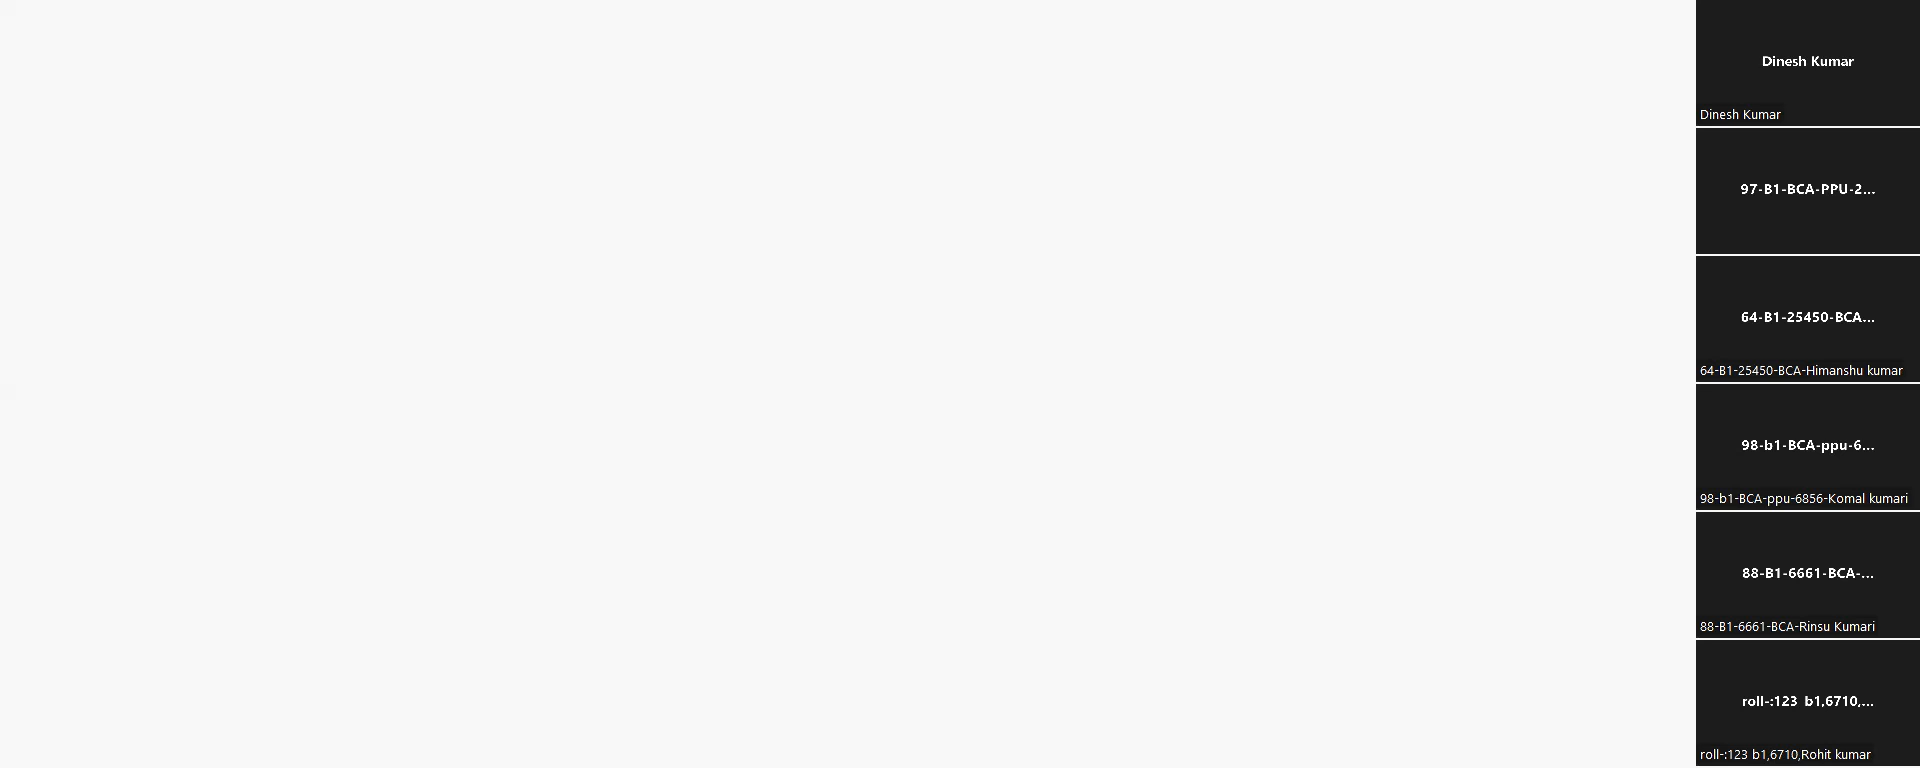 Dinesh Kumar
Dinesh Kumar
97-B1-BCA-PPU-2...
64-B1-25450-BCA...
64-B1-25450-BCA-Himanshu kumar
98-b1-BCA-ppu-6...
98-b1-BCA-ppu-6856-Komal kumari
88-B1-6661-BCA-...
88-B1-6661-BCA-Rinsu Kumari
roll-:123 b1,6710,...
roll-:123 b1,6710,Rohit kumar